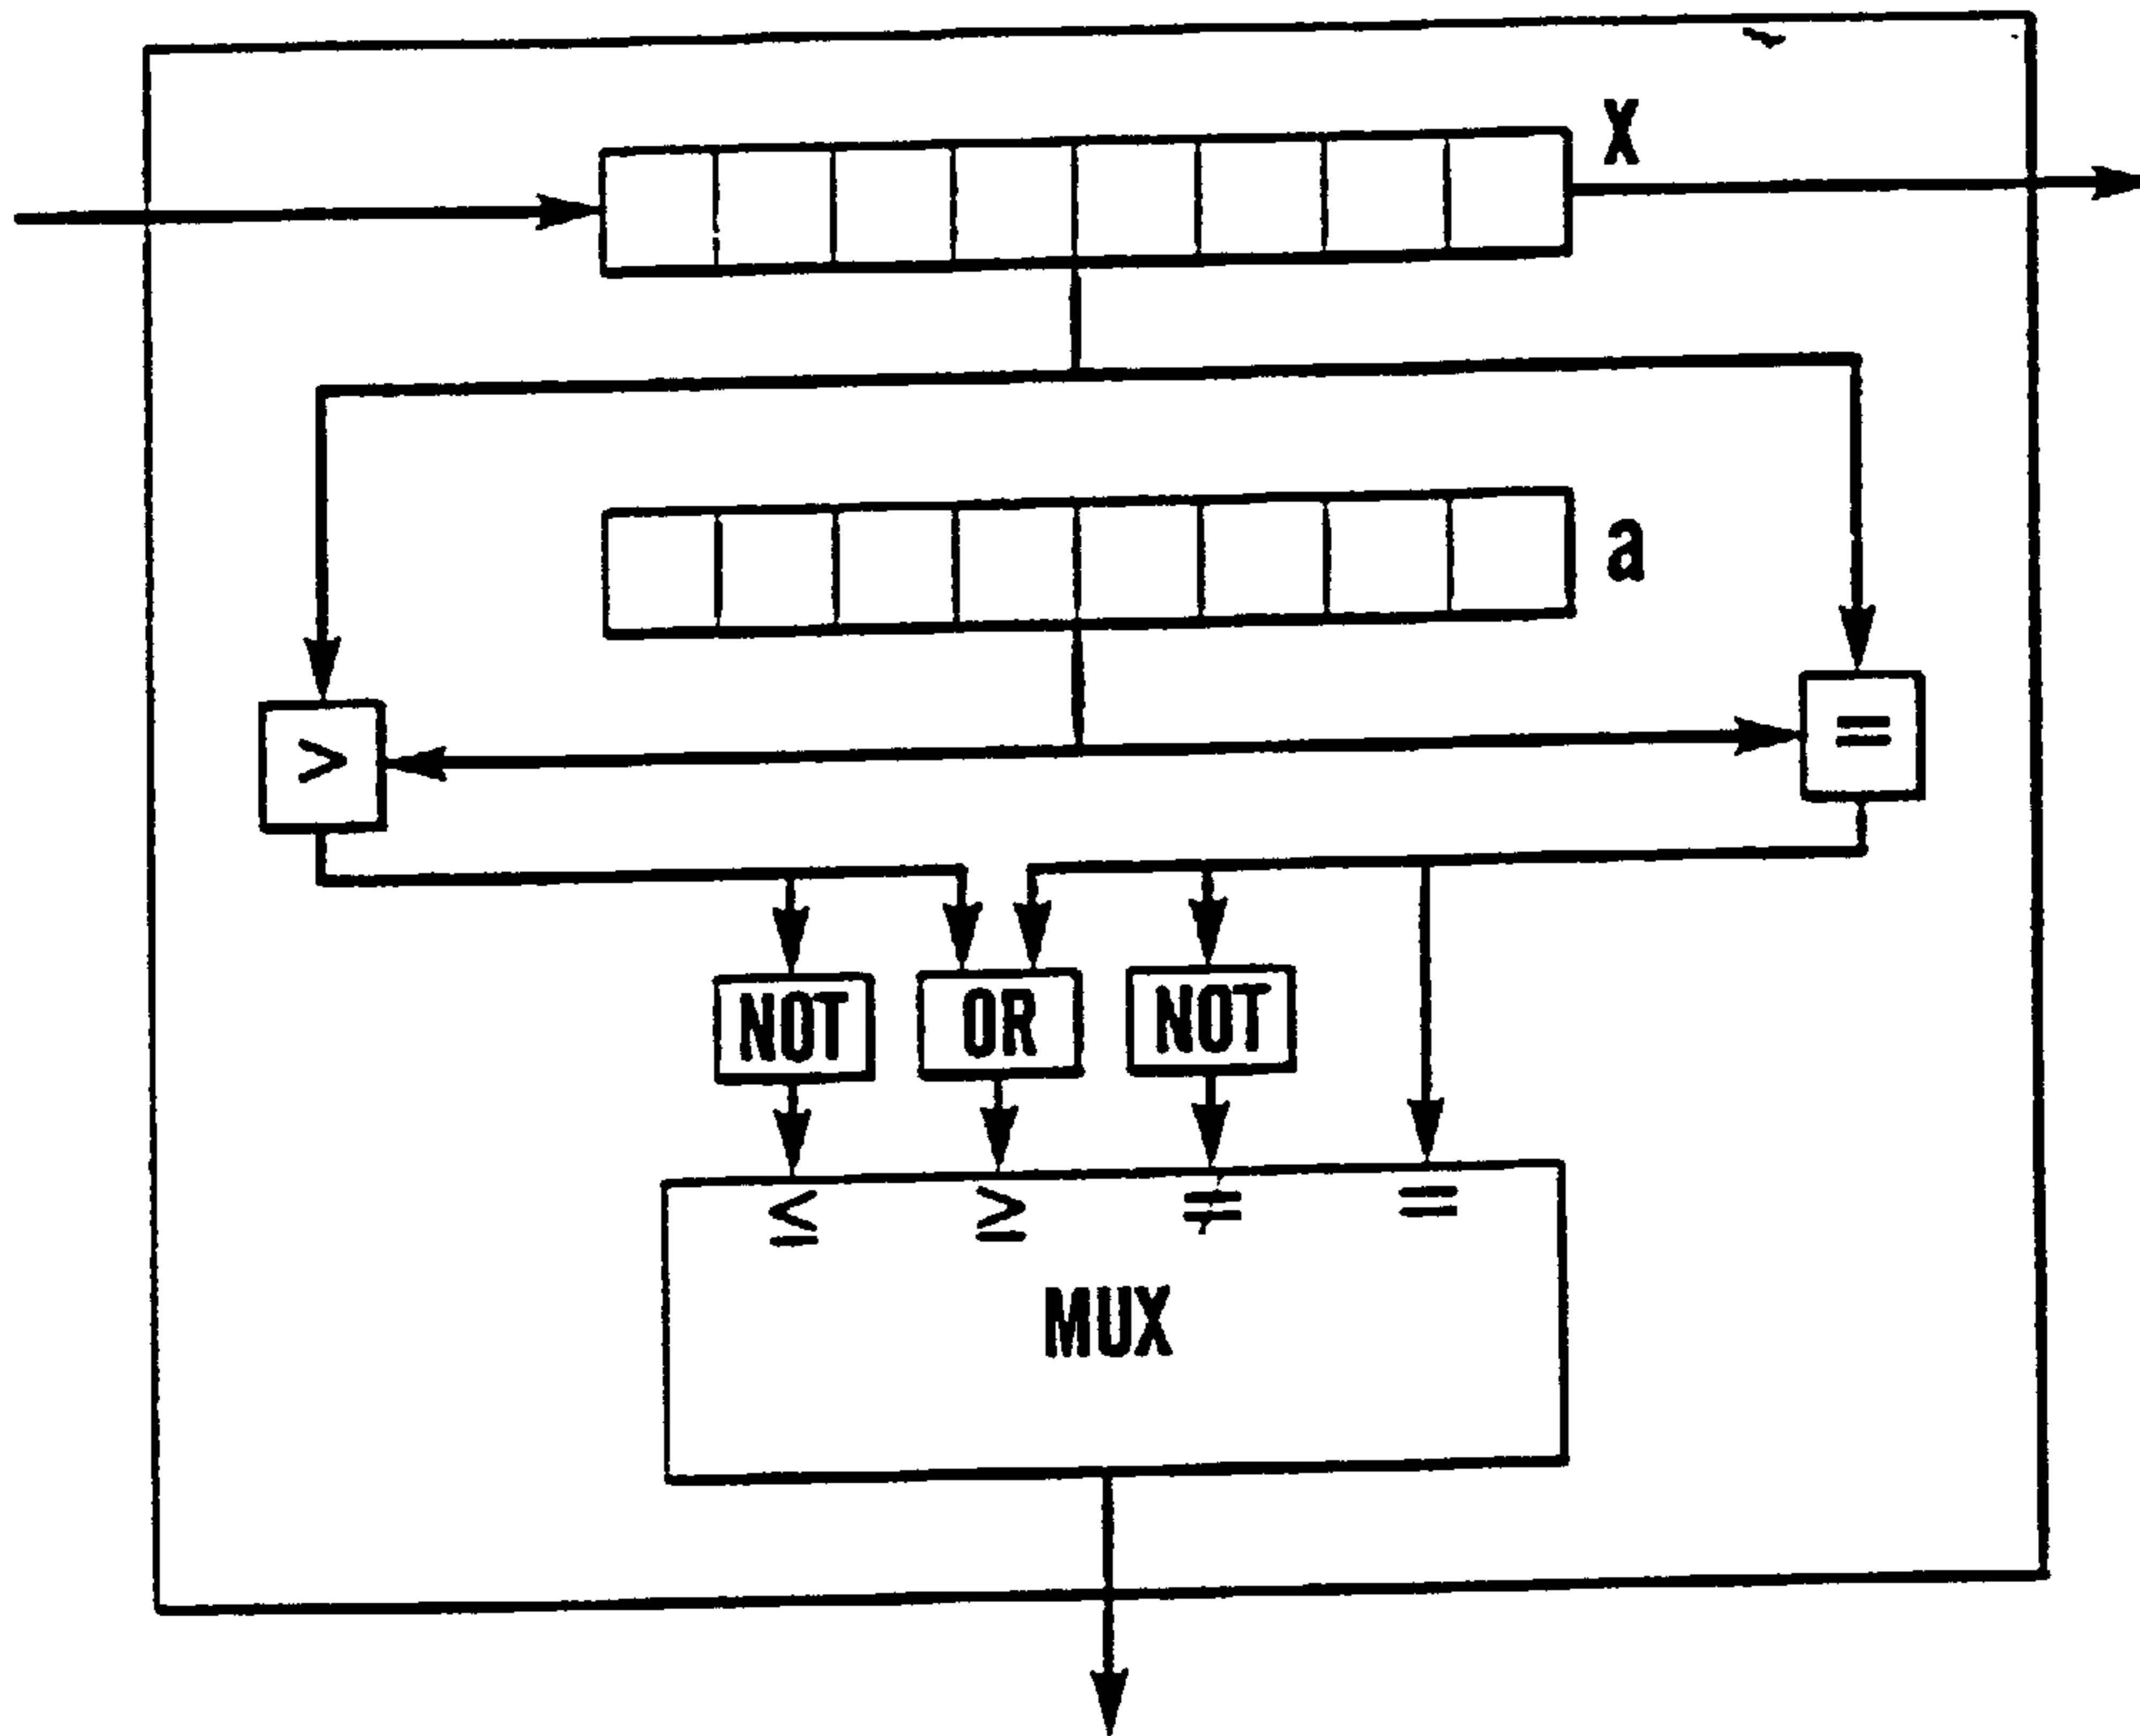 X
a
> =
NOT OR NOT
≤ ≥ ≠ =
MUX